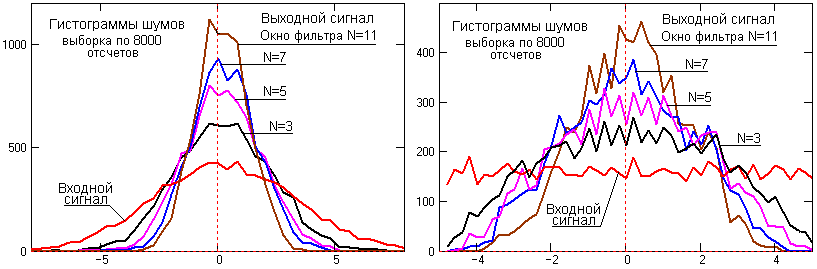 Гистограммы шумов
выборка по 8000
отсчетов
Выходной сигнал
Окно фильтра N=11
N=7
N=5
N=3
Входной
сигнал
1000
500
0
−5
0
5
Гистограммы шумов
выборка по 8000
отсчетов
Выходной сигнал
Окно фильтра N=11
N=7
N=5
N=3
Входной
сигнал
400
300
200
100
0
−4
−2
0
2
4